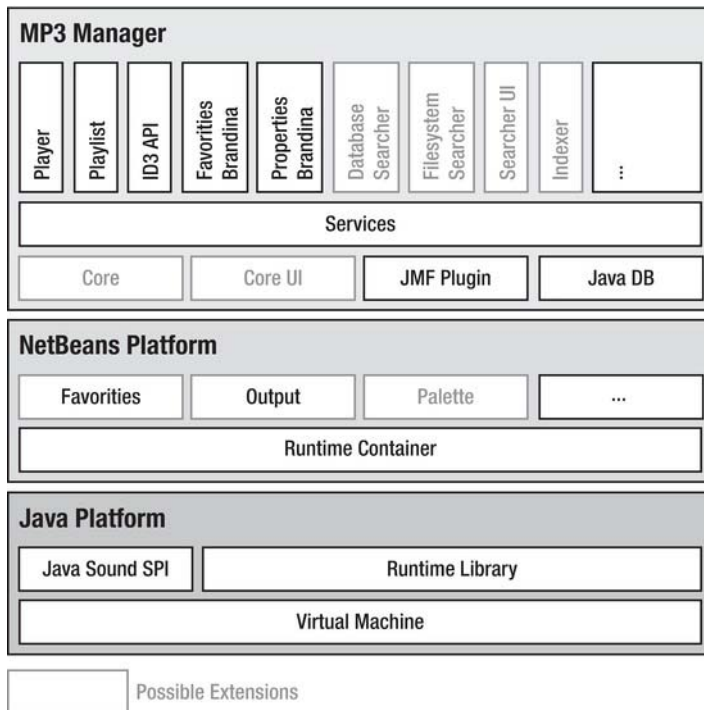 MP3 Manager
Player
Playlist
ID3 API
Favorities
Brandina
Properties
Brandina
Database
Searcher
Filesystem
Searcher
Searcher UI
Indexer
...
Services
Core
Core UI
JMF Plugin
Java DB
NetBeans Platform
Favorities
Output
Palette
...
Runtime Container
Java Platform
Java Sound SPI
Runtime Library
Virtual Machine
Possible Extensions